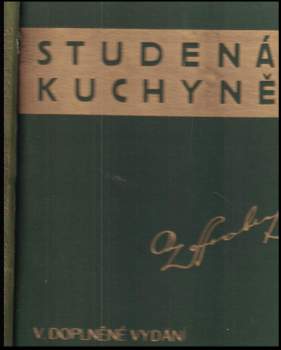 STUDENÁ
KUCHYNĚ
V. DOPLNĚNÉ VYDÁNÍ